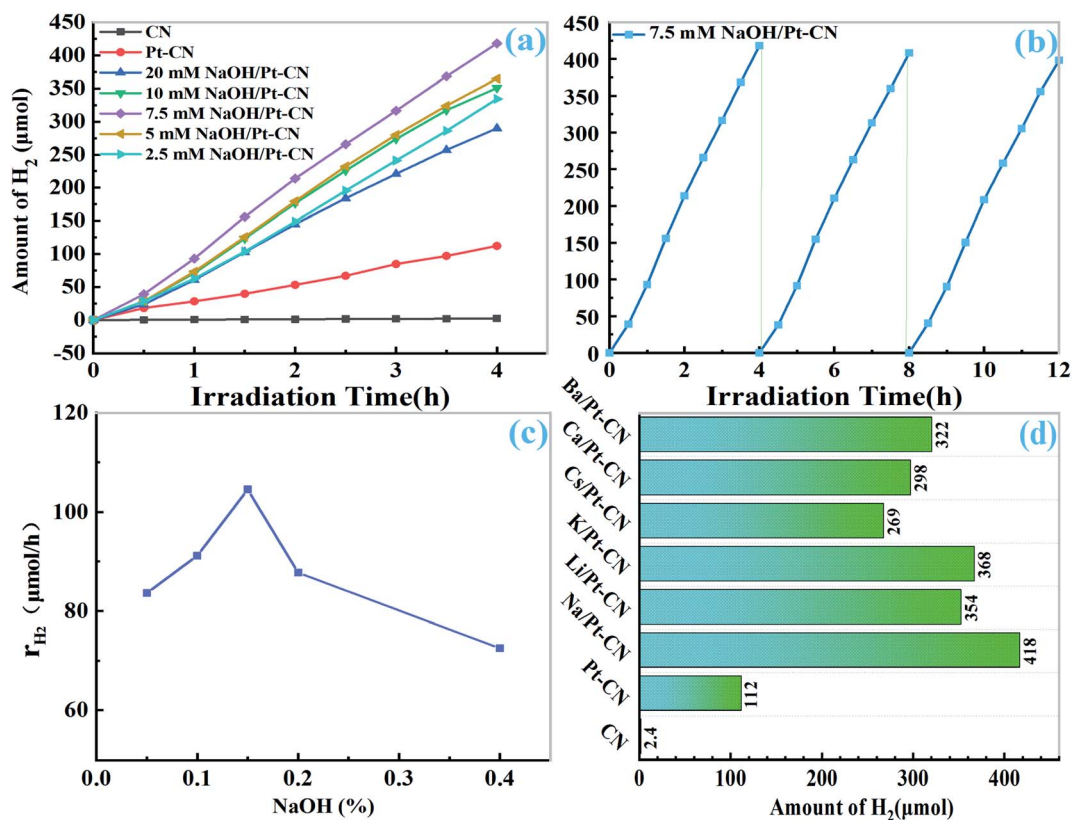 (a)
CN
Pt-CN
20 mM NaOH/Pt-CN
10 mM NaOH/Pt-CN
7.5 mM NaOH/Pt-CN
5 mM NaOH/Pt-CN
2.5 mM NaOH/Pt-CN
Amount of H₂ (μmol)
450
400
350
300
250
200
150
100
50
0
-50
0 1 2 3 4
Irradiation Time(h)
(b)
7.5 mM NaOH/Pt-CN
450
400
350
300
250
200
150
100
50
0
0 2 4 6 8 10 12
Irradiation Time(h)
(c)
r_H₂ (μmol/h)
120
100
80
60
0.0 0.1 0.2 0.3 0.4
NaOH (%)
(d)
Ba/Pt-CN 322
Ca/Pt-CN 298
Cs/Pt-CN 269
K/Pt-CN 368
Li/Pt-CN 354
Na/Pt-CN 418
Pt-CN 112
CN 2.4
0 100 200 300 400
Amount of H₂(μmol)